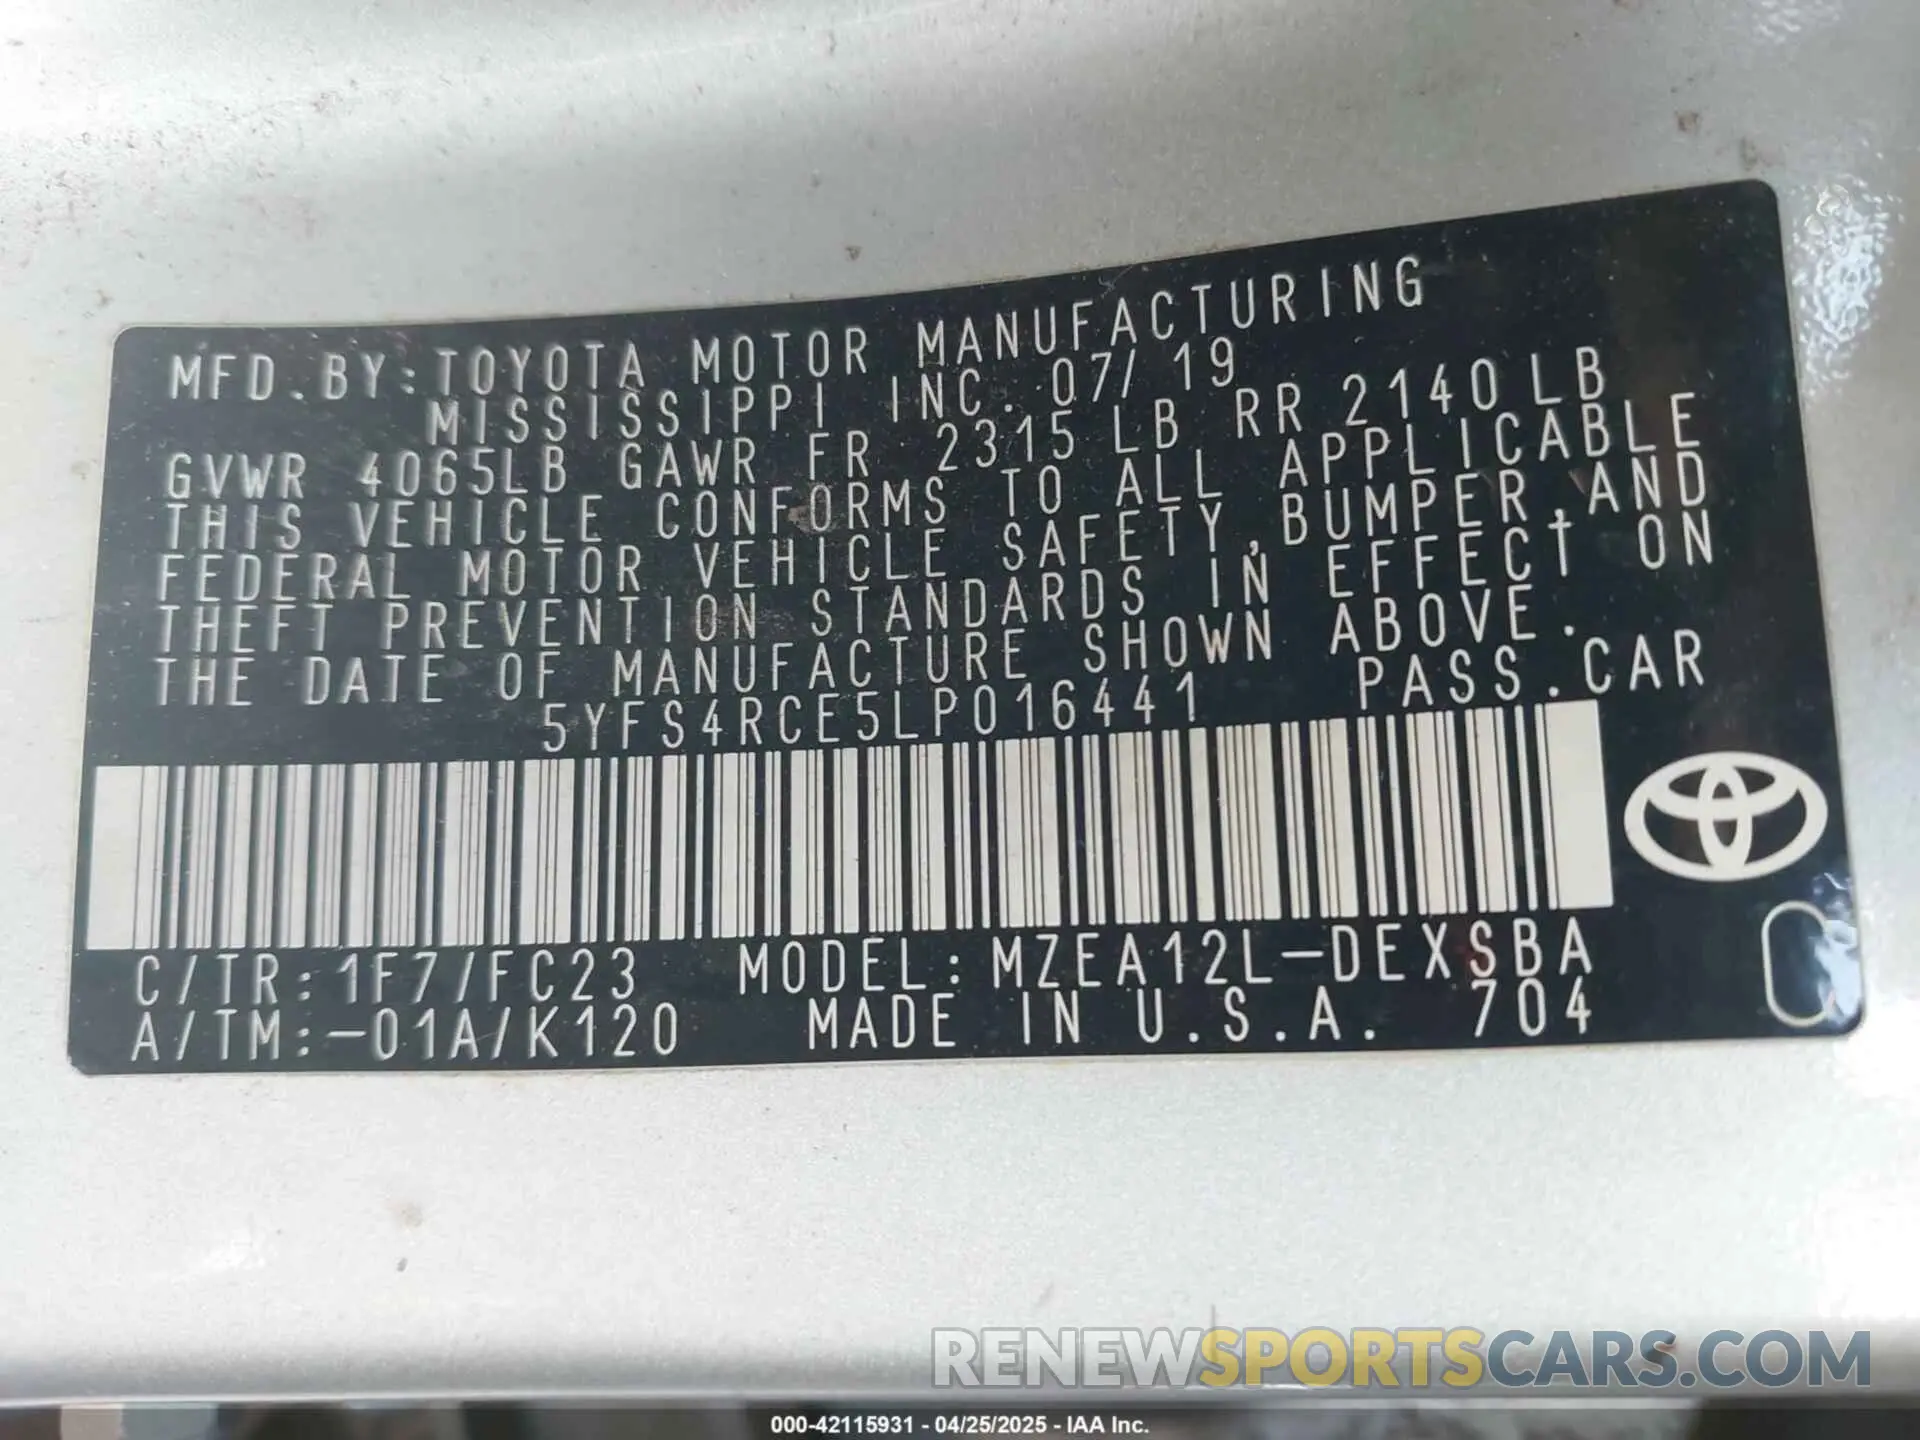 MFD.BY:TOYOTA MOTOR MANUFACTURING
MISSISSIPPI INC. 07/19
GVWR 4065LB GAWR FR 2315 LB RR 2140LB
THIS VEHICLE CONFORMS TO ALL APPLICABLE
FEDERAL MOTOR VEHICLE SAFETY,BUMPER,AND
THEFT PREVENTION STANDARDS IN EFFECT ON
THE DATE OF MANUFACTURE SHOWN ABOVE.
5YFS4RCE5LP016441 PASS.CAR
C/TR:1F7/FC23 MODEL:MZEA12L-DEXSBA
A/TM:-01A/K120 MADE IN U.S.A. 704
RENEWSPORTSCARS.COM
000-42115931 - 04/25/2025 - IAA Inc.